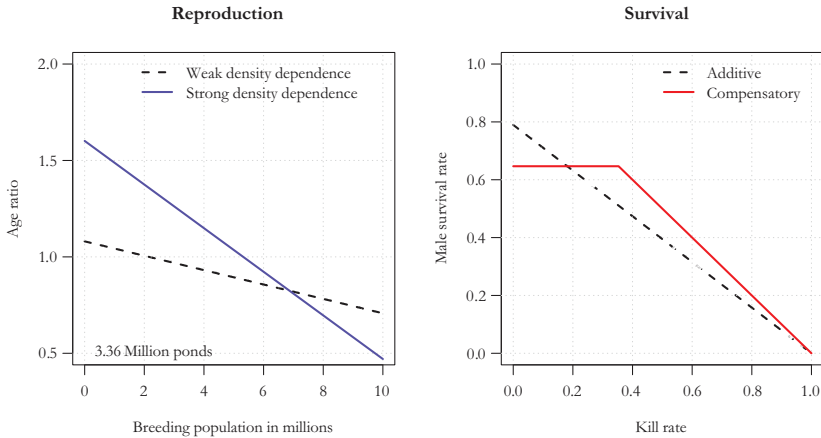 Reproduction
Weak density dependence
Strong density dependence
2.0
1.5
1.0
0.5
Age ratio
3.36 Million ponds
0 2 4 6 8 10
Breeding population in millions
Survival
Additive
Compensatory
1.0
0.8
0.6
0.4
0.2
0.0
Male survival rate
0.0 0.2 0.4 0.6 0.8 1.0
Kill rate